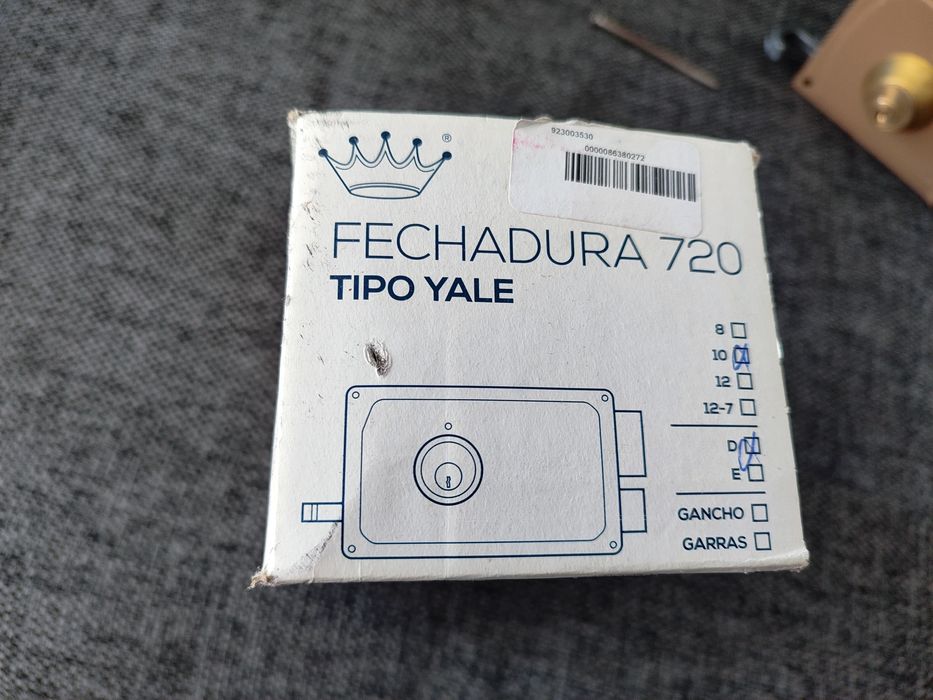 ®
923003530
0000086380272
FECHADURA 720
TIPO YALE
8
10
12
12-7
D
E
GANCHO
GARRAS